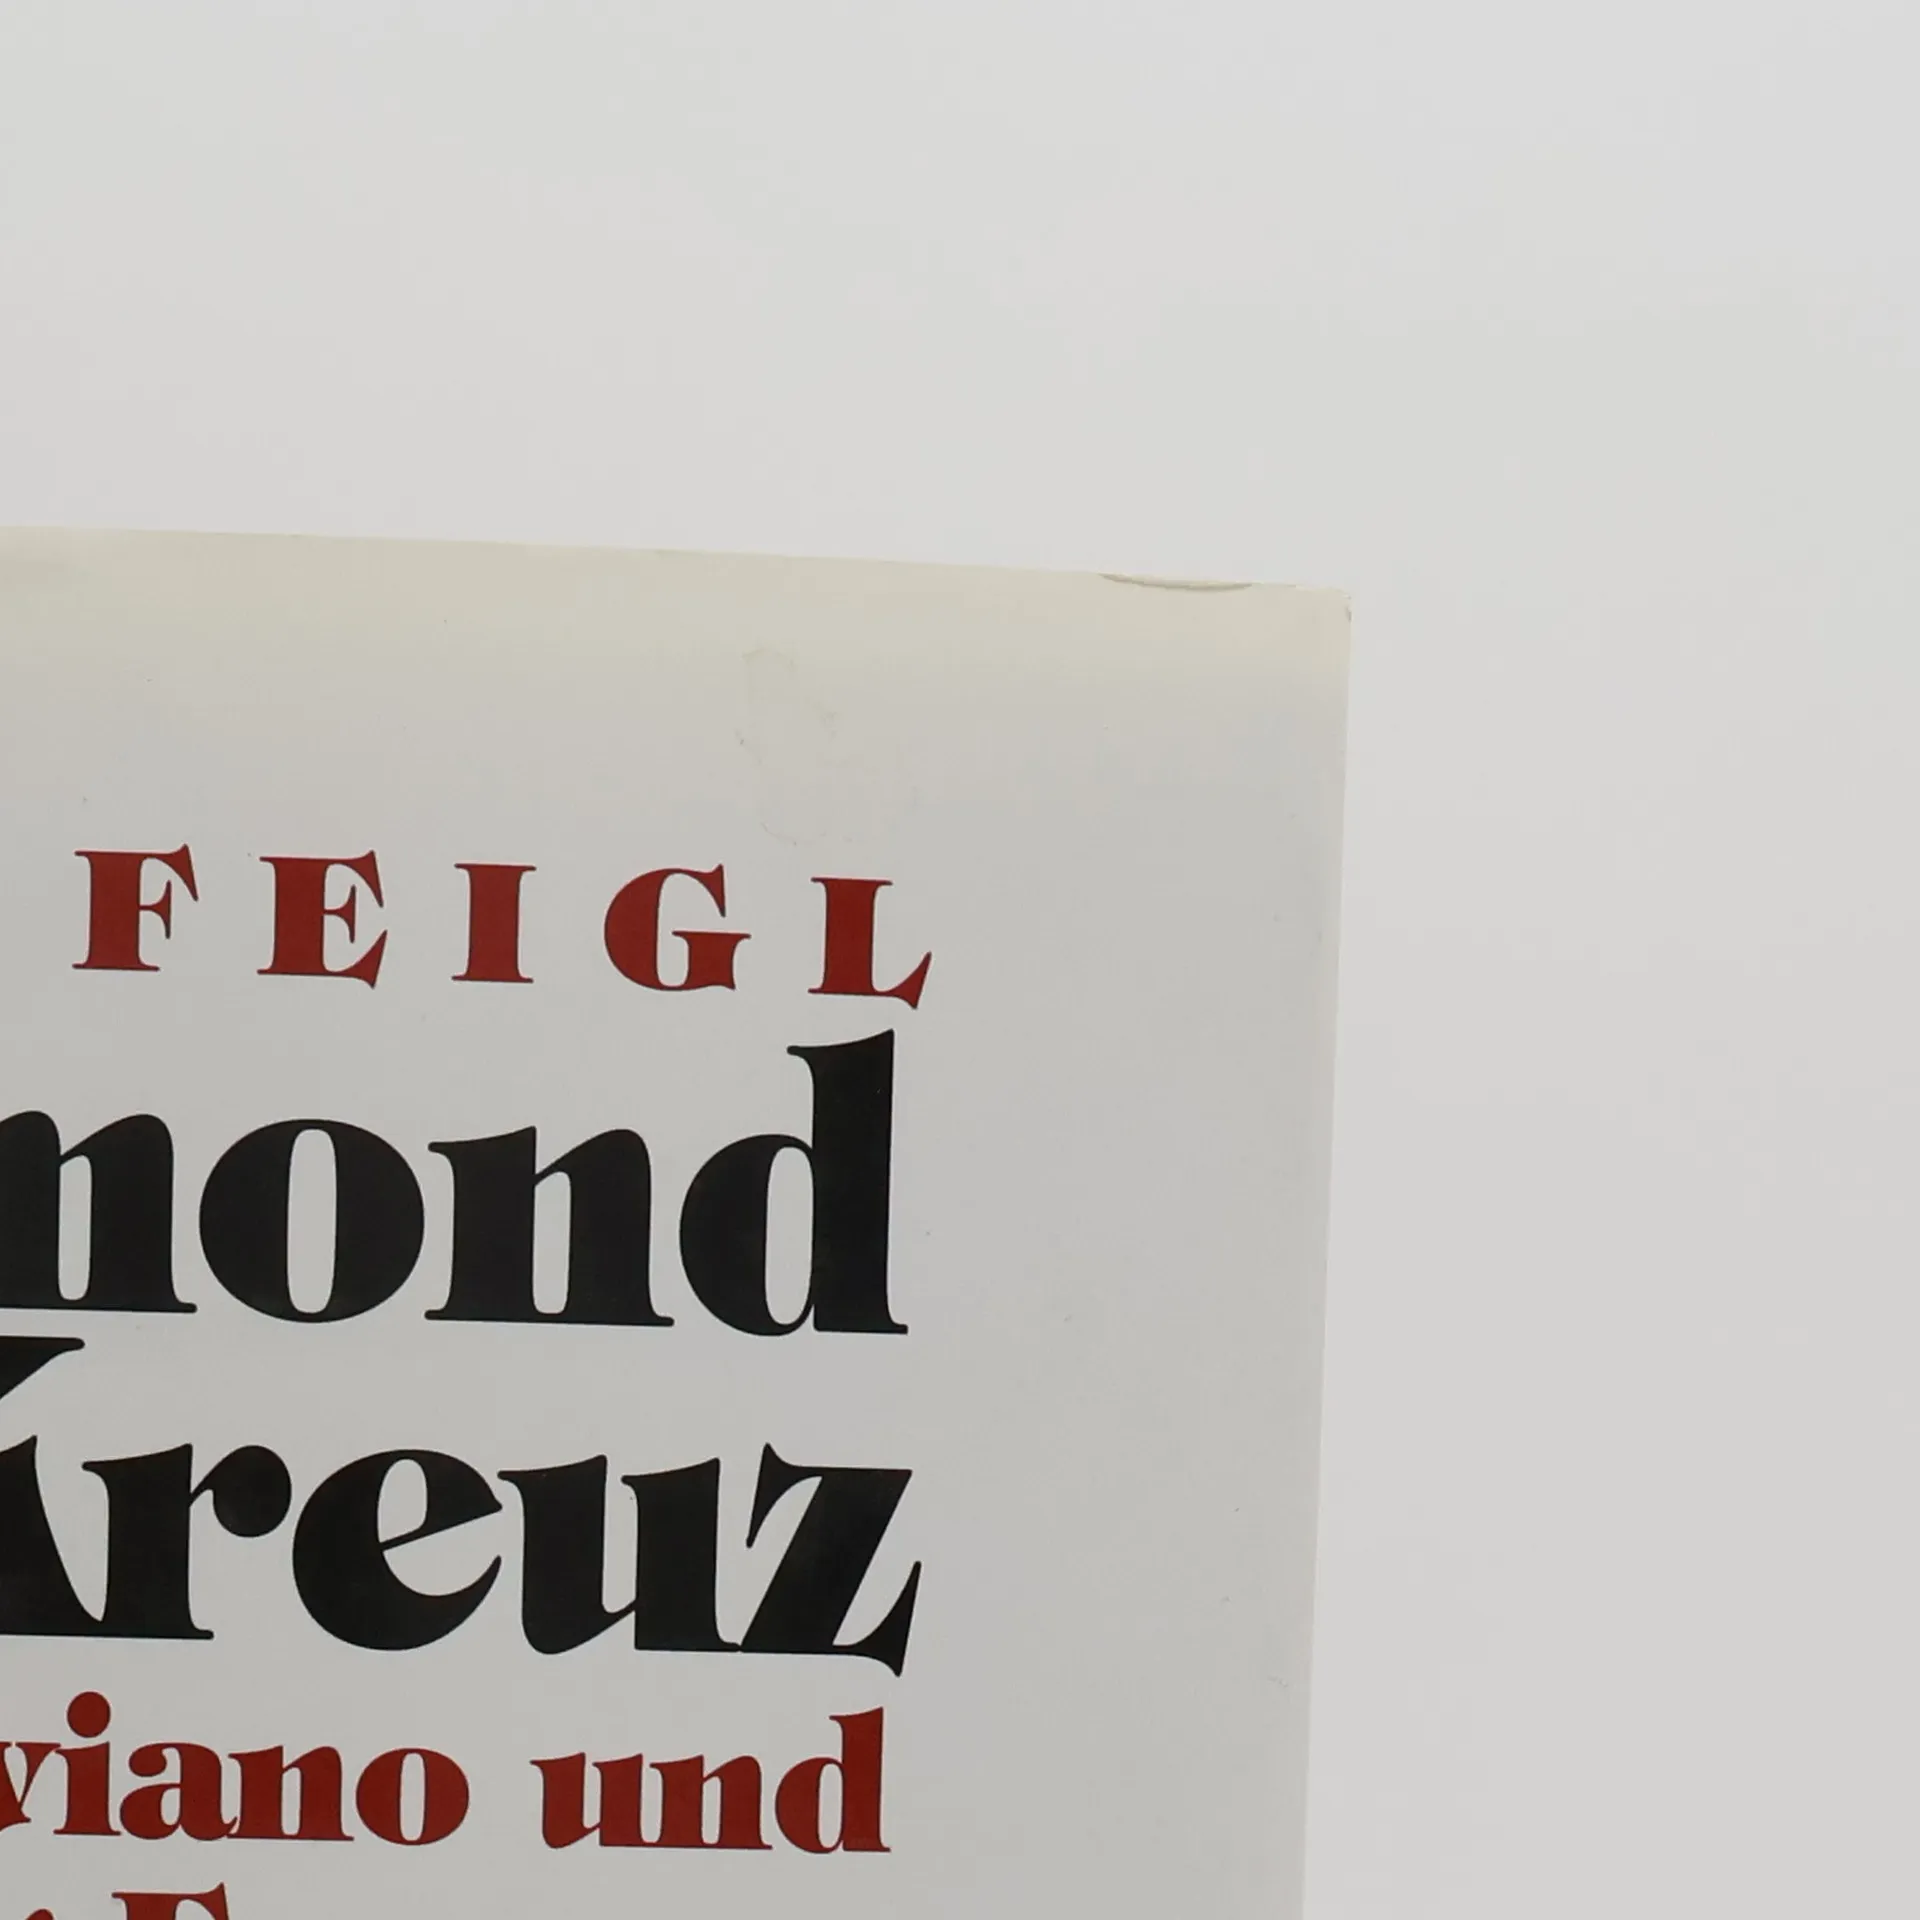 FEIGL
mond
Kreuz
viano und